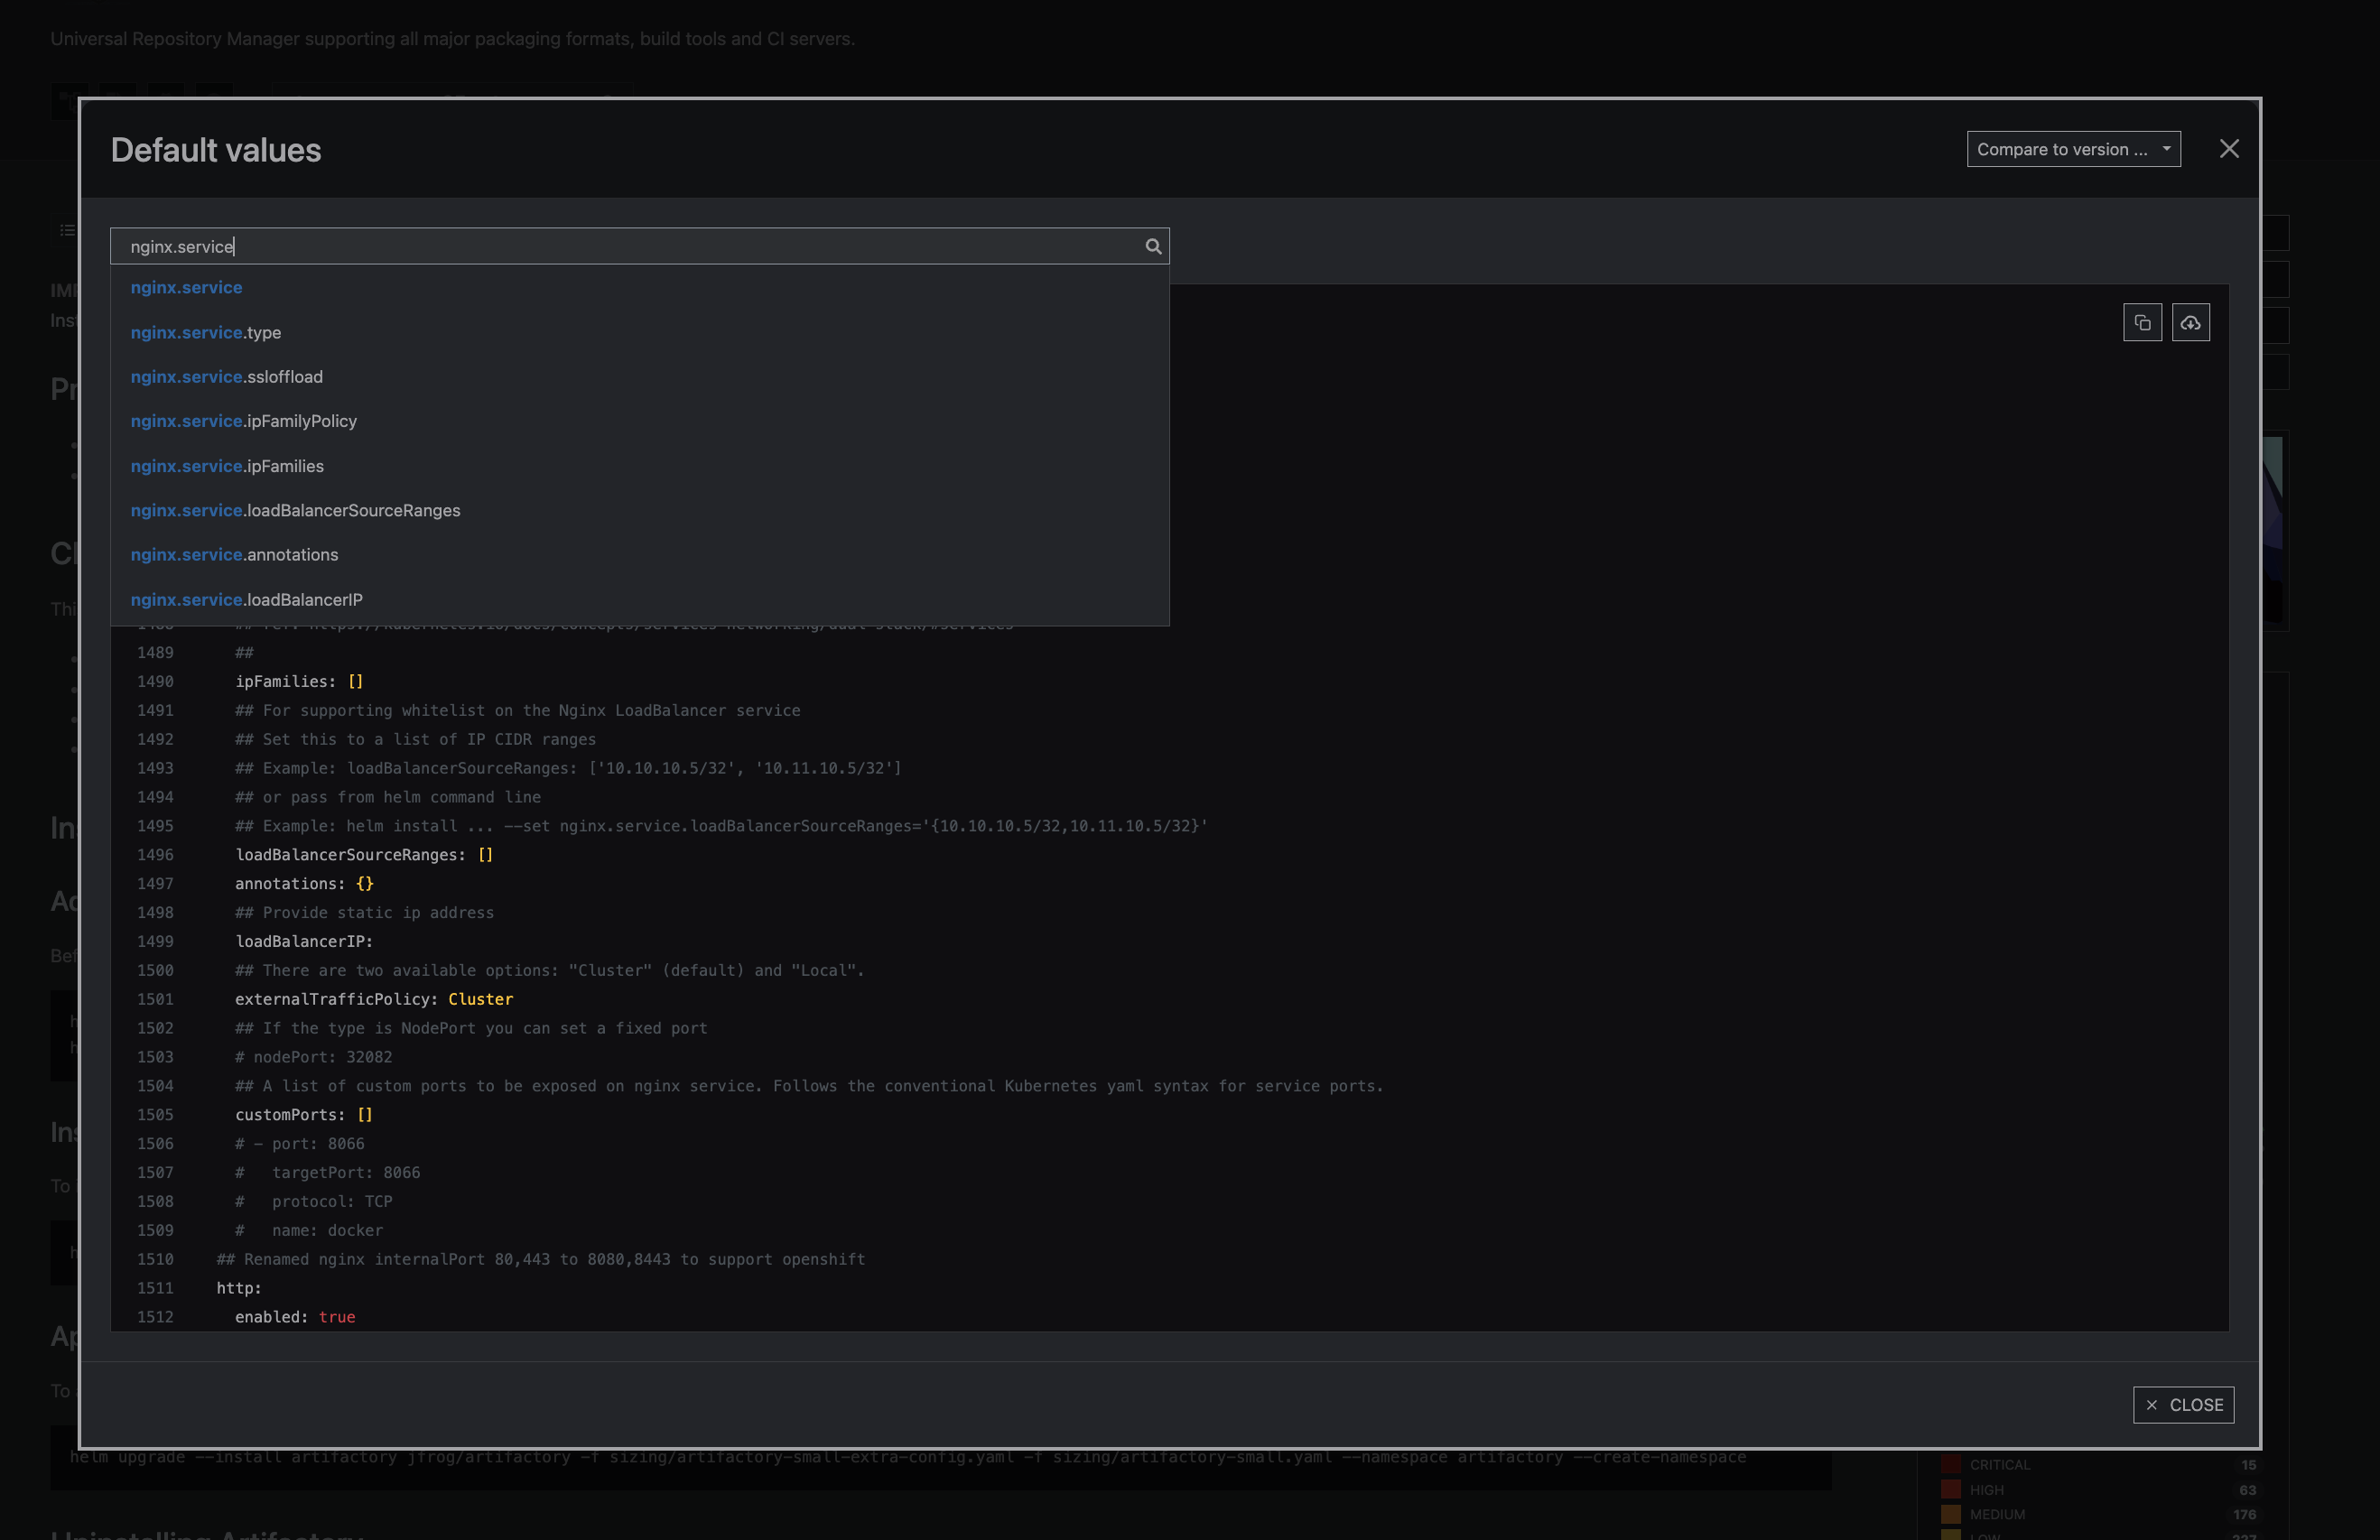 Universal Repository Manager supporting all major packaging formats, build tools and CI servers.
Default values
Compare to version ...
nginx.service
nginx.service
nginx.service.type
nginx.service.ssloffload
nginx.service.ipFamilyPolicy
nginx.service.ipFamilies
nginx.service.loadBalancerSourceRanges
nginx.service.annotations
nginx.service.loadBalancerIP
1489 ##
1490 ipFamilies: []
1491 ## For supporting whitelist on the Nginx LoadBalancer service
1492 ## Set this to a list of IP CIDR ranges
1493 ## Example: loadBalancerSourceRanges: ['10.10.10.5/32', '10.11.10.5/32']
1494 ## or pass from helm command line
1495 ## Example: helm install ... --set nginx.service.loadBalancerSourceRanges='{10.10.10.5/32,10.11.10.5/32}'
1496 loadBalancerSourceRanges: []
1497 annotations: {}
1498 ## Provide static ip address
1499 loadBalancerIP:
1500 ## There are two available options: "Cluster" (default) and "Local".
1501 externalTrafficPolicy: Cluster
1502 ## If the type is NodePort you can set a fixed port
1503 # nodePort: 32082
1504 ## A list of custom ports to be exposed on nginx service. Follows the conventional Kubernetes yaml syntax for service ports.
1505 customPorts: []
1506 # - port: 8066
1507 #   targetPort: 8066
1508 #   protocol: TCP
1509 #   name: docker
1510 ## Renamed nginx internalPort 80,443 to 8080,8443 to support openshift
1511 http:
1512 enabled: true
CLOSE
helm upgrade --install artifactory jfrog/artifactory -f sizing/artifactory-small-extra-config.yaml -f sizing/artifactory-small.yaml --namespace artifactory --create-namespace
CRITICAL 15
HIGH 63
MEDIUM 176